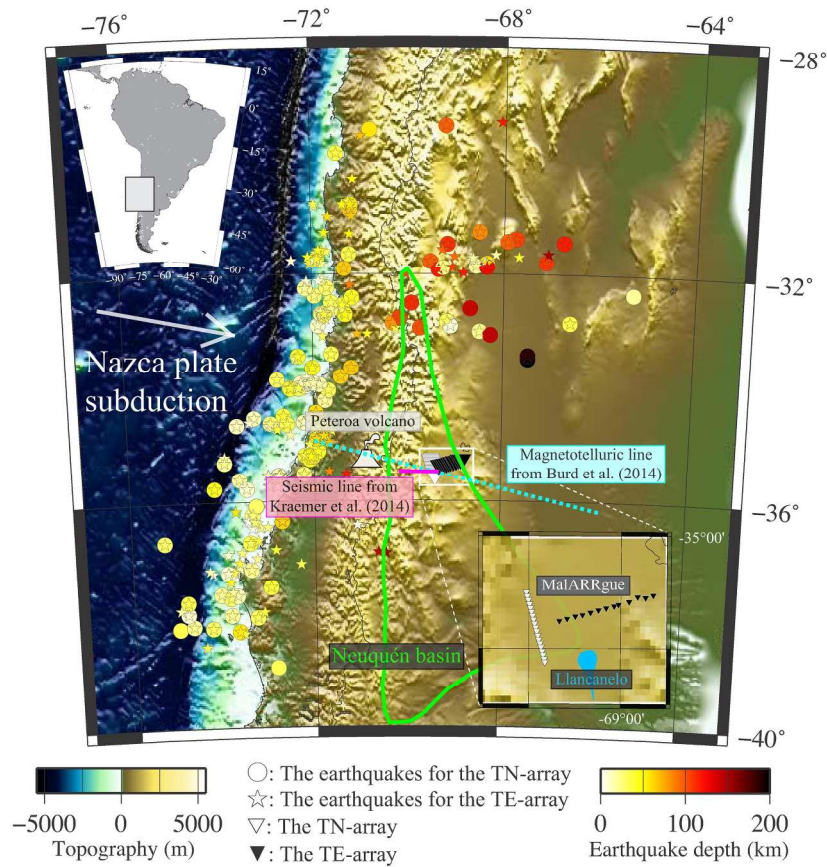 −76° −72° −68° −64°
−28°
15°
0°
−15°
−30°
−45°
−60°
−90° −75° −60° −45° −30°
−32°
Nazca plate
subduction
Peteroa volcano
Magnetotelluric line
from Burd et al. (2014)
Seismic line from
Kraemer et al. (2014)
−36°
−35°00'
MalARRgue
Neuquén basin
Llancanelo
−69°00'
−40°
−5000 0 5000
Topography (m)
: The earthquakes for the TN-array
: The earthquakes for the TE-array
: The TN-array
: The TE-array
0 100 200
Earthquake depth (km)